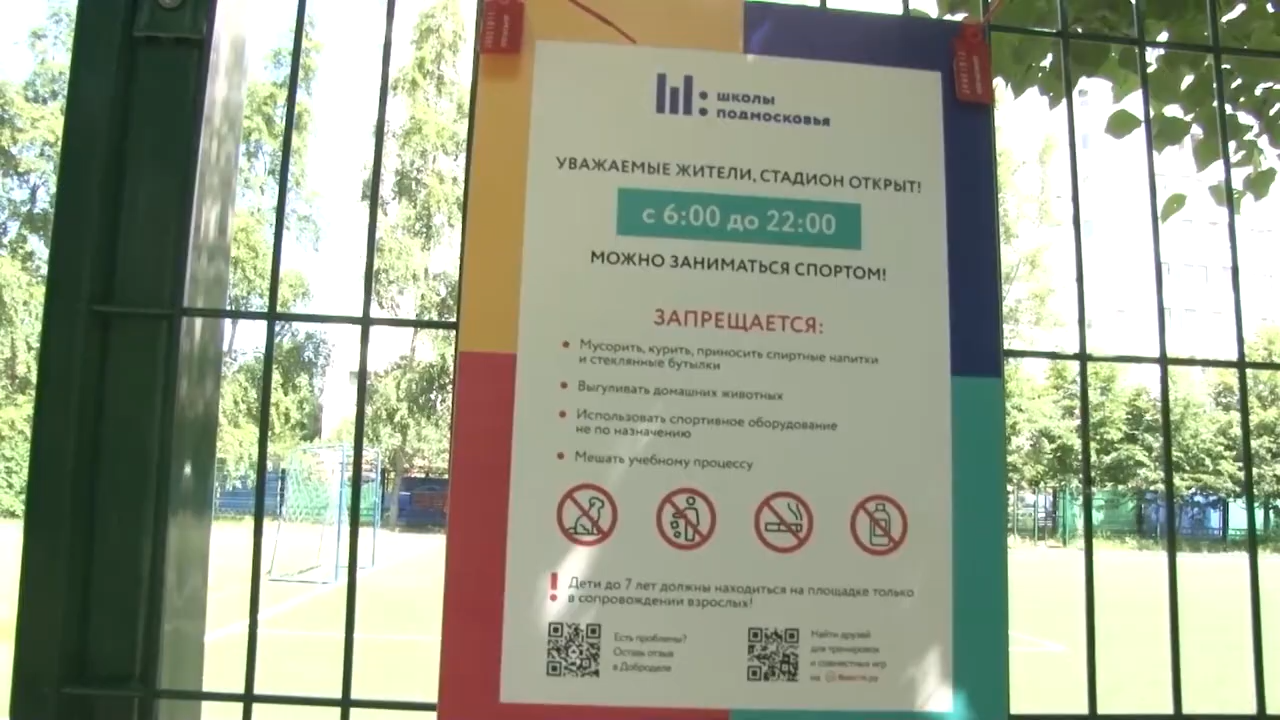 ШКОЛЫ
ПОДМОСКОВЬЯ
УВАЖАЕМЫЕ ЖИТЕЛИ, СТАДИОН ОТКРЫТ!
с 6:00 до 22:00
МОЖНО ЗАНИМАТЬСЯ СПОРТОМ!
ЗАПРЕЩАЕТСЯ:
• Мусорить, курить, приносить спиртные напитки
и стеклянные бутылки
• Выгуливать домашних животных
• Использовать спортивное оборудование
не по назначению
• Мешать учебному процессу
! Дети до 7 лет должны находиться на площадке только
в сопровождении взрослых!
Есть проблемы?
Оставь отзыв
в Доброделе
Найти друзей
для тренировок
и совместных игр
на